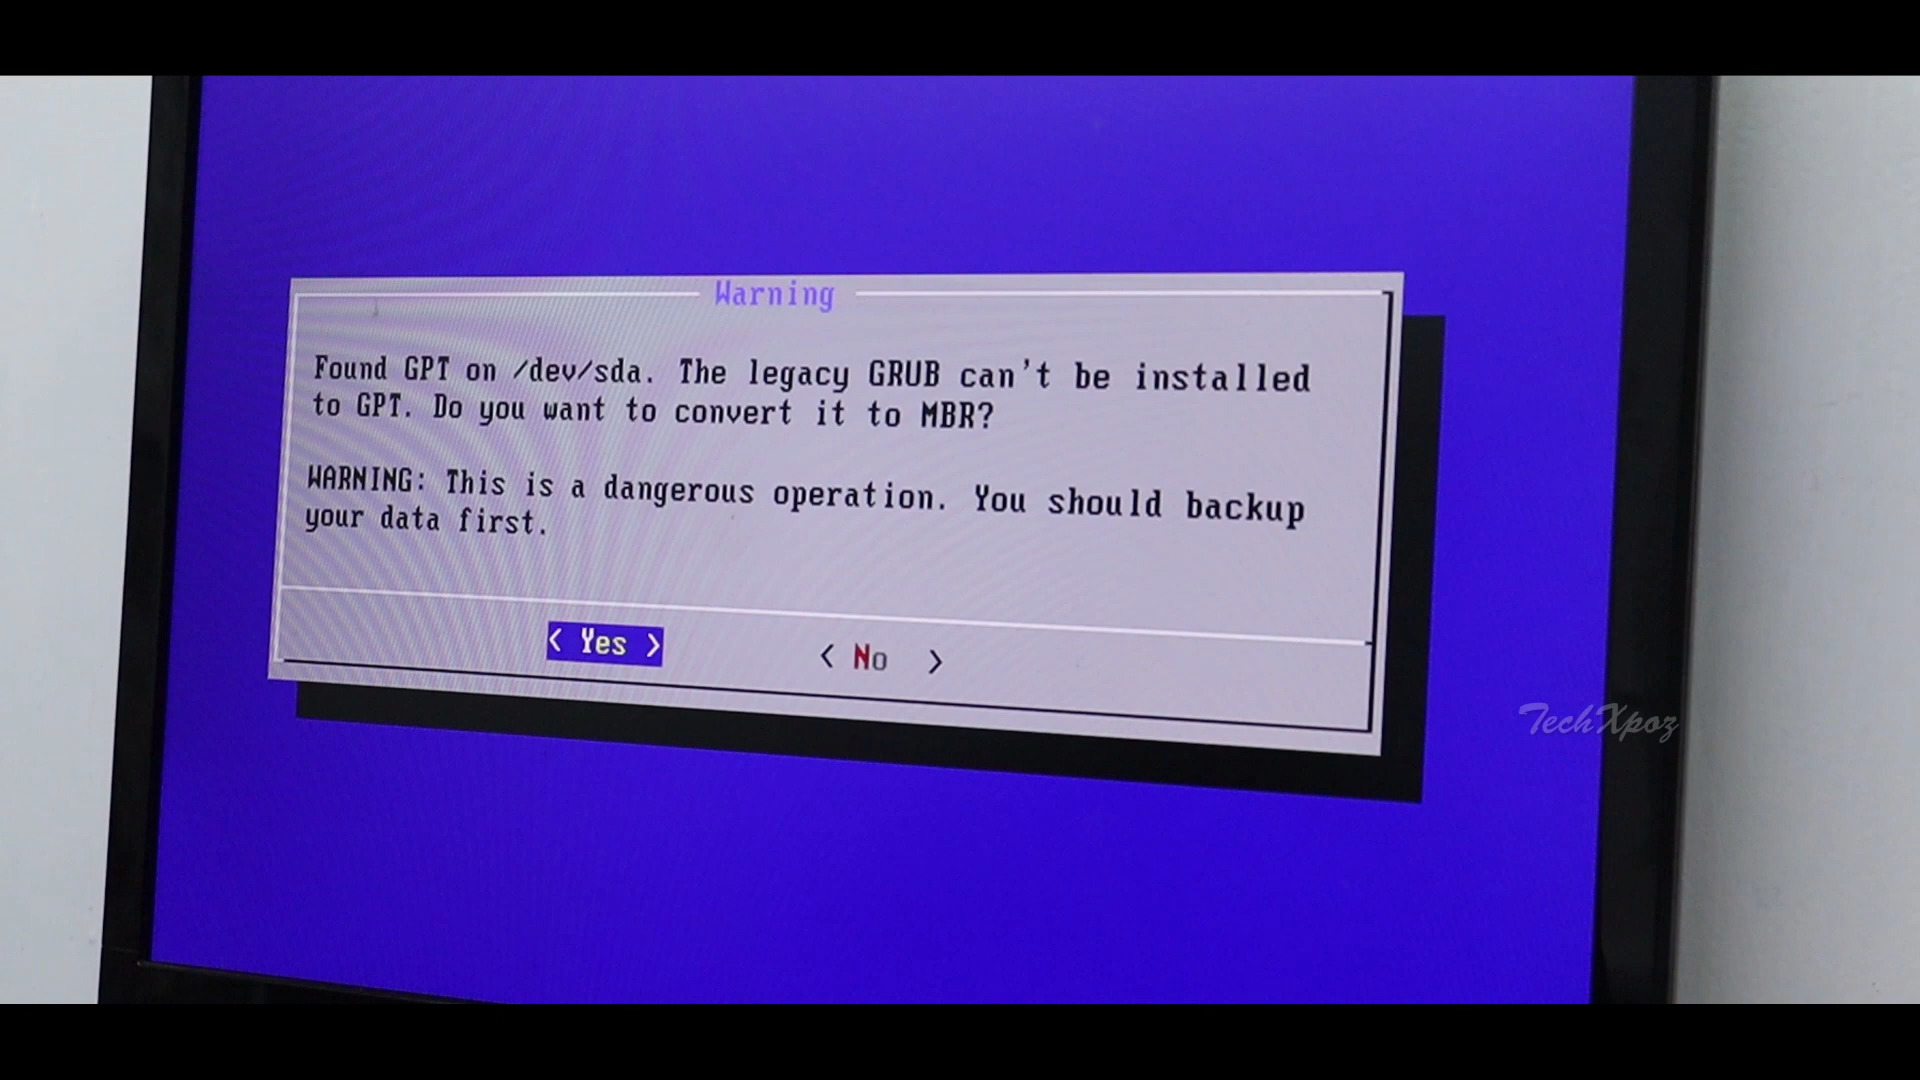 Warning
Found GPT on /dev/sda. The legacy GRUB can't be installed
to GPT. Do you want to convert it to MBR?
WARNING: This is a dangerous operation. You should backup
your data first.
< Yes > < No >
TechXpoz